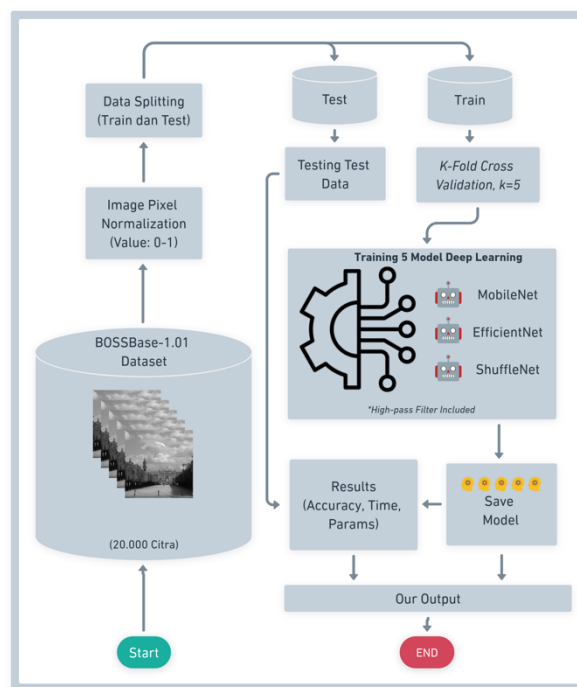 Data Splitting
(Train dan Test)
Test
Train
Testing Test
Data
K-Fold Cross
Validation, k=5
Image Pixel
Normalization
(Value: 0-1)
Training 5 Model Deep Learning
MobileNet
EfficientNet
ShuffleNet
*High-pass Filter Included
BOSSBase-1.01
Dataset
(20.000 Citra)
Results
(Accuracy, Time,
Params)
Save
Model
Our Output
Start
END